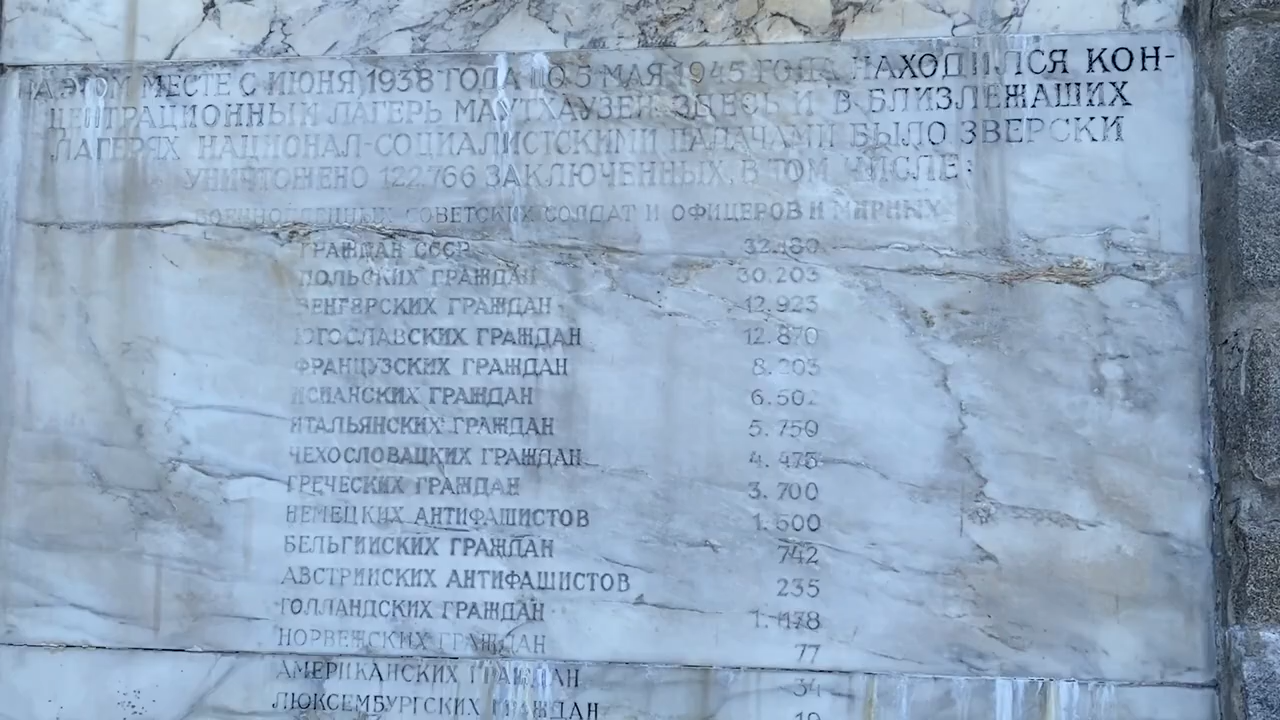 НА ЭТОМ МЕСТЕ С ИЮНЯ 1938 ГОДА ПО 5 МАЯ 1945 ГОДА НАХОДИЛСЯ КОН-
ЦЕНТРАЦИОННЫЙ ЛАГЕРЬ МАУТХАУЗЕН ЗДЕСЬ И В БЛИЗЛЕЖАШИХ
ЛАГЕРЯХ НАЦИОНАЛ-СОЦИАЛИСТСКИМИ ПАЛАЧАМИ БЫЛО ЗВЕРСКИ
УНИЧТОЖЕНО 122.766 ЗАКЛЮЧЕННЫХ, В ТОМ ЧИСЛЕ:
ВОЕННОПЛЕННЫХ СОВЕТСКИХ СОЛДАТ И ОФИЦЕРОВ И МИРНЫХ
ГРАЖДАН СССР 32.180
ПОЛЬСКИХ ГРАЖДАН 30.203
ВЕНГЕРСКИХ ГРАЖДАН 12.923
ЮГОСЛАВСКИХ ГРАЖДАН 12.870
ФРАНЦУЗСКИХ ГРАЖДАН 8.203
ИСПАНСКИХ ГРАЖДАН 6.502
ИТАЛЬЯНСКИХ ГРАЖДАН 5.750
ЧЕХОСЛОВАЦКИХ ГРАЖДАН 4.475
ГРЕЧЕСКИХ ГРАЖДАН 3.700
НЕМЕЦКИХ АНТИФАШИСТОВ 1.500
БЕЛЬГИЙСКИХ ГРАЖДАН 742
АВСТРИЙСКИХ АНТИФАШИСТОВ 235
ГОЛЛАНДСКИХ ГРАЖДАН
НОРВЕЖСКИХ ГРАЖДАН 77
АМЕРИКАНСКИХ ГРАЖДАН 34
ЛЮКСЕМБУРГСКИХ ГРАЖДАН 19